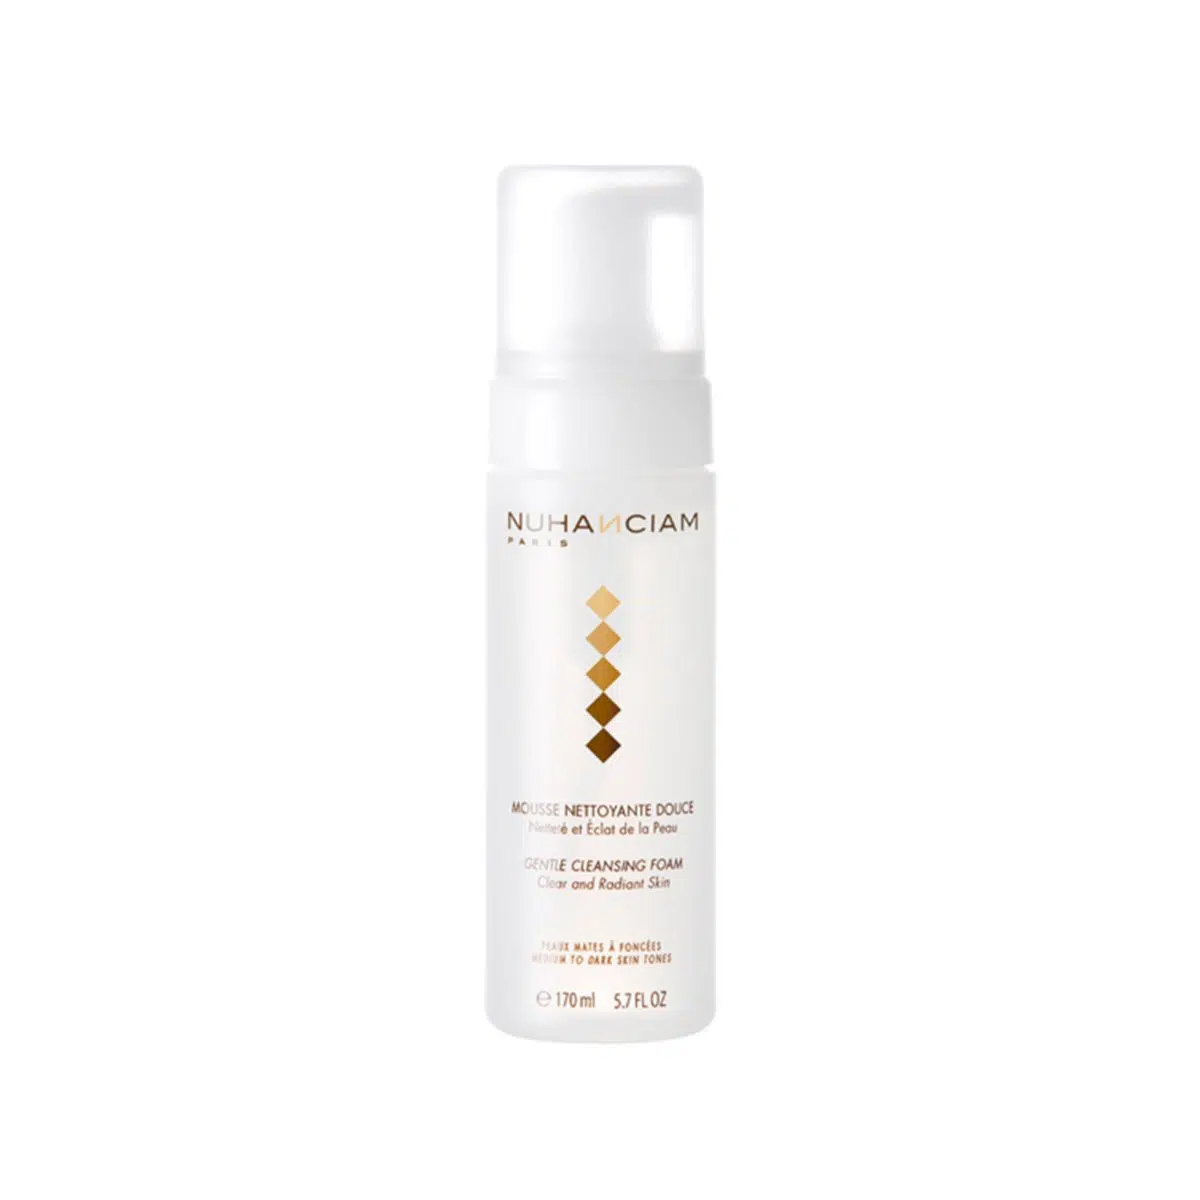 NUHAИCIAM
PARIS
MOUSSE NETTOYANTE DOUCE
Netteté et Éclat de la Peau
GENTLE CLEANSING FOAM
Clear and Radiant Skin
PEAUX MATES À FONCÉES
MEDIUM TO DARK SKIN TONES
℮ 170 ml 5.7 FL OZ